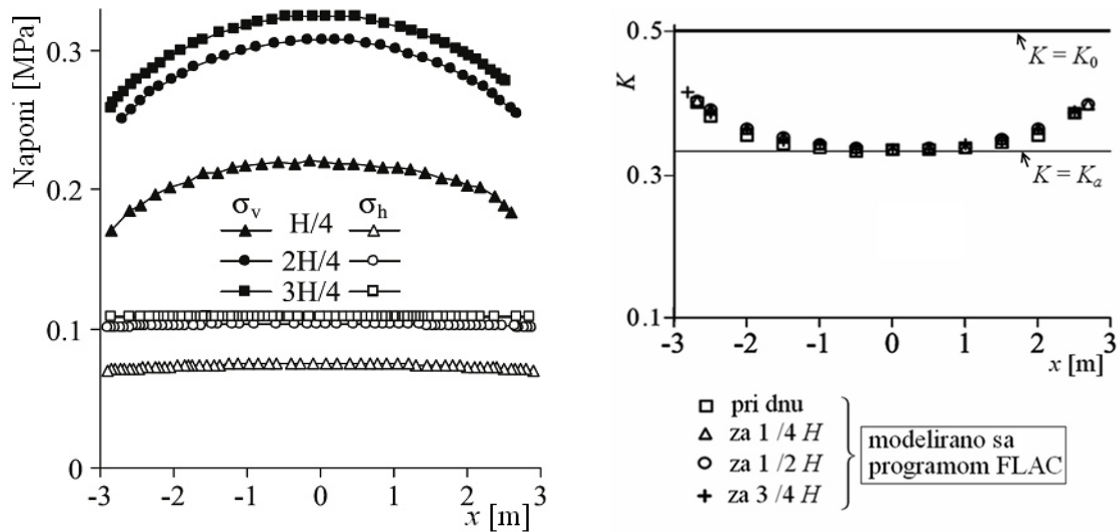 Naponi [MPa]
0.3
0.2
0.1
0
σv H/4 σh
2H/4
3H/4
-3 -2 -1 0 1 2 3
x [m]
K
0.5
0.3
0.1
K = K0
K = Ka
-3 -2 -1 0 1 2 3
x [m]
pri dnu
za 1 /4 H
za 1 /2 H
za 3 /4 H
modelirano sa
programom FLAC